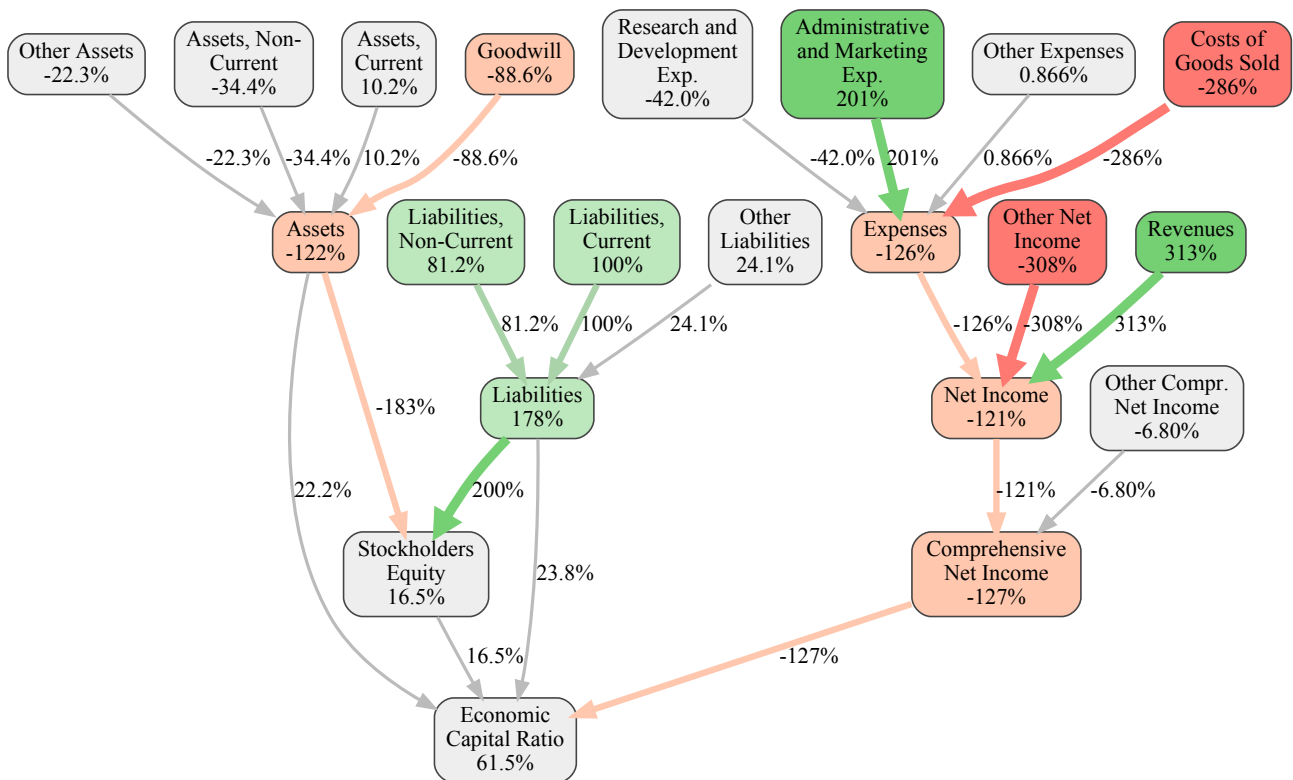 Other Assets
-22.3%
Assets, Non-
Current
-34.4%
Assets,
Current
10.2%
Goodwill
-88.6%
Research and
Development
Exp.
-42.0%
Administrative
and Marketing
Exp.
201%
Other Expenses
0.866%
Costs of
Goods Sold
-286%
-22.3%
-34.4%
10.2%
-88.6%
-42.0%
201%
0.866%
-286%
Assets
-122%
Liabilities,
Non-Current
81.2%
Liabilities,
Current
100%
Other
Liabilities
24.1%
Expenses
-126%
Other Net
Income
-308%
Revenues
313%
81.2%
100%
24.1%
-126%
-308%
313%
-183%
Liabilities
178%
Net Income
-121%
Other Compr.
Net Income
-6.80%
22.2%
200%
-121%
-6.80%
Stockholders
Equity
16.5%
23.8%
Comprehensive
Net Income
-127%
16.5%
-127%
Economic
Capital Ratio
61.5%